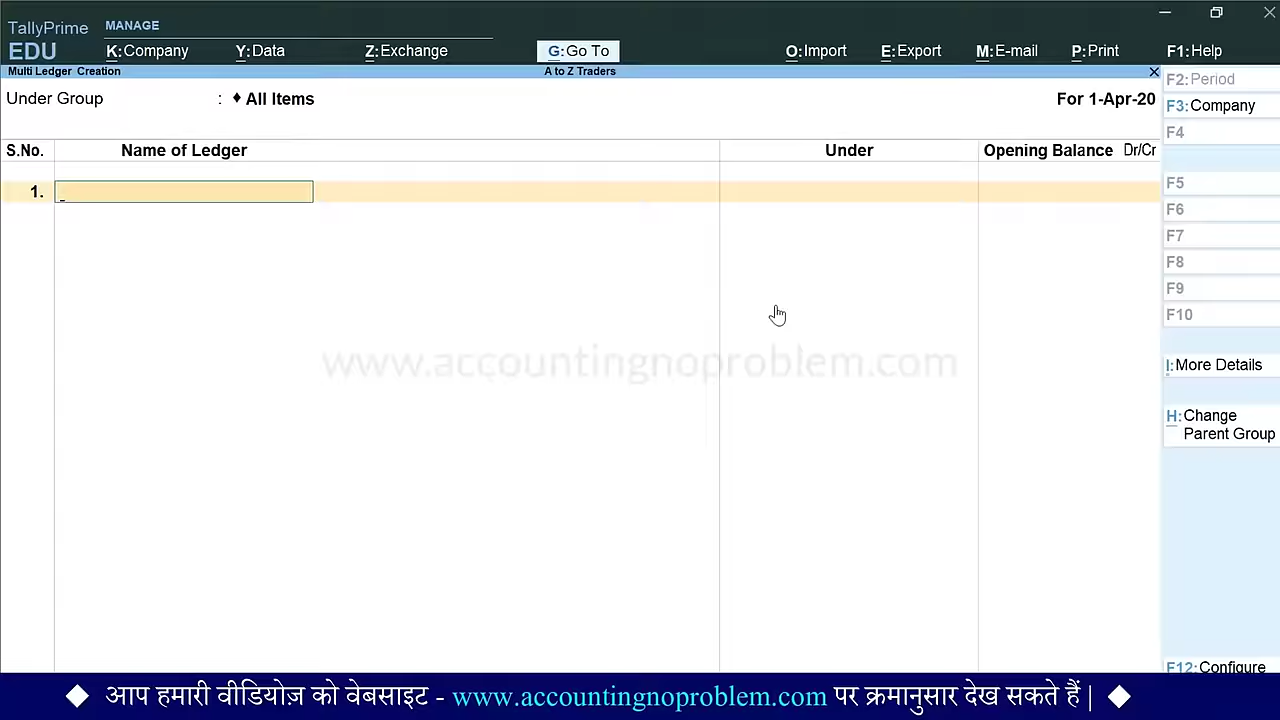 TallyPrime MANAGE
EDU K:Company Y:Data Z:Exchange G:Go To O:Import E:Export M:E-mail P:Print F1:Help
Multi Ledger Creation A to Z Traders
Under Group : ♦ All Items For 1-Apr-20
S.No. Name of Ledger Under Opening Balance Dr/Cr
1.
F2:Period
F3:Company
F4
F5
F6
F7
F8
F9
F10
I:More Details
H:Change
Parent Group
F12:Configure
www.accountingnoproblem.com
◆ आप हमारी वीडियोज़ को वेबसाइट - www.accountingnoproblem.com पर क्रमानुसार देख सकते हैं | ◆